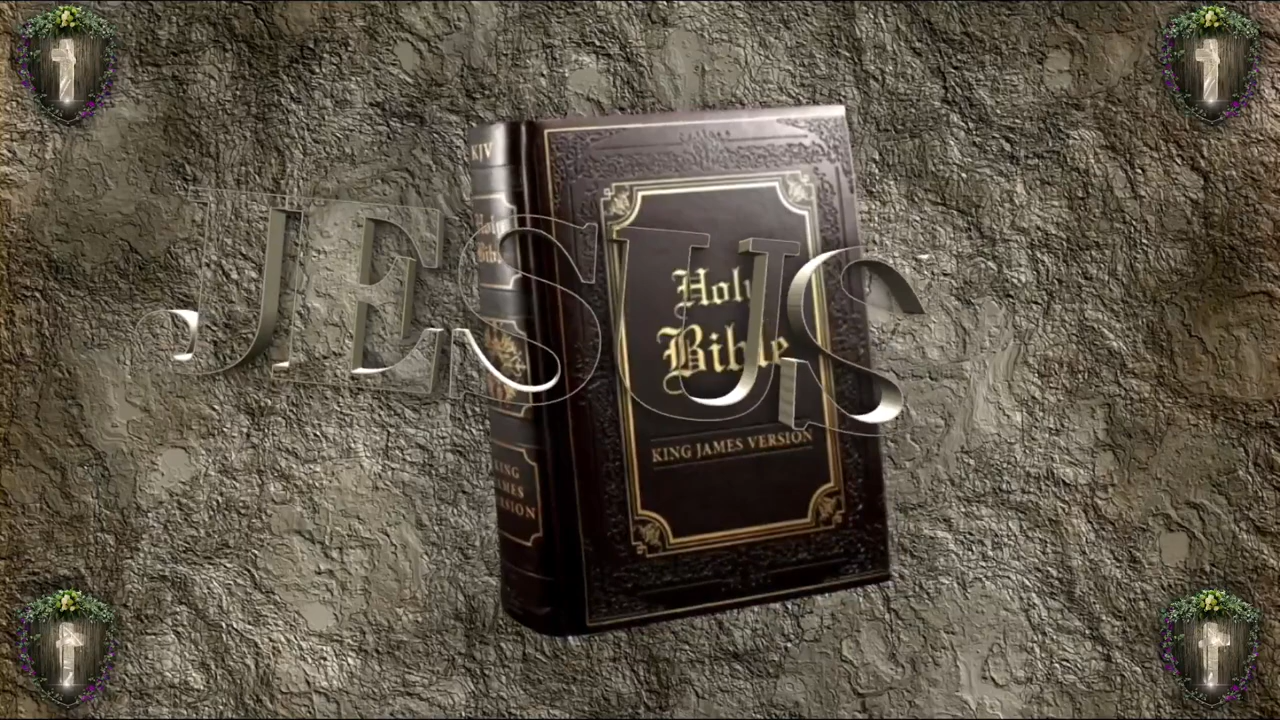 JESUS
KJV
Holy
Bible
KING
JAMES
VERSION
Holy
Bible
KING JAMES VERSION